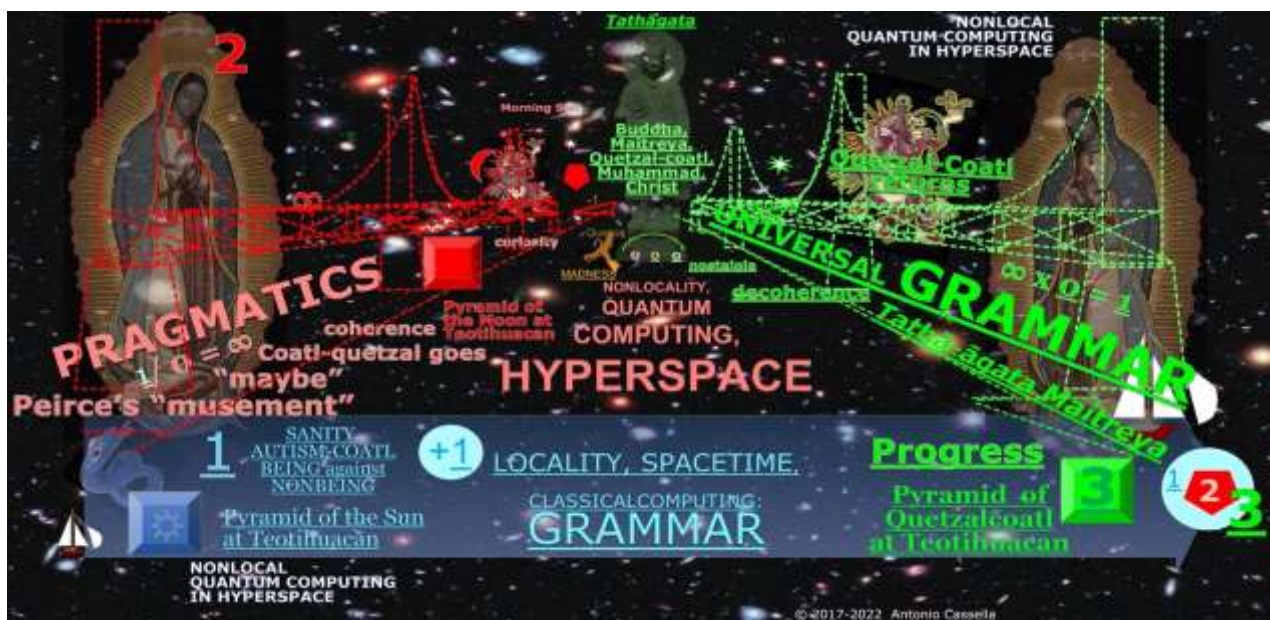 Tathāgata
NONLOCAL
QUANTUM COMPUTING
IN HYPERSPACE
2
Morning
Buddha,
Maitreya,
Quetzal-coatl,
Muhammad,
Christ
Quetzal-Coatl
returns
∞
curiosity
MADNESS
nostalgia
decoherence
NONLOCALITY,
QUANTUM
COMPUTING,
HYPERSPACE
UNIVERSAL GRAMMAR
∞ x 0 = 1
Tathāgata Maitreya
PRAGMATICS
Pyramid of
the Moon at
Teotihuacan
coherence
1 / 0 = ∞ Coatl-quetzal goes
"maybe"
Peirce's "musement"
1
SANITY
AUTISM-COATL
BEING against
NONBEING
+1
LOCALITY, SPACETIME,
CLASSICALCOMPUTING:
GRAMMAR
Pyramid of the Sun
at Teotihuacan
Progress
3
Pyramid of
Quetzalcoatl
at Teotihuacan
1
2
3
NONLOCAL
QUANTUM COMPUTING
IN HYPERSPACE
© 2017-2022 Antonio Cassella